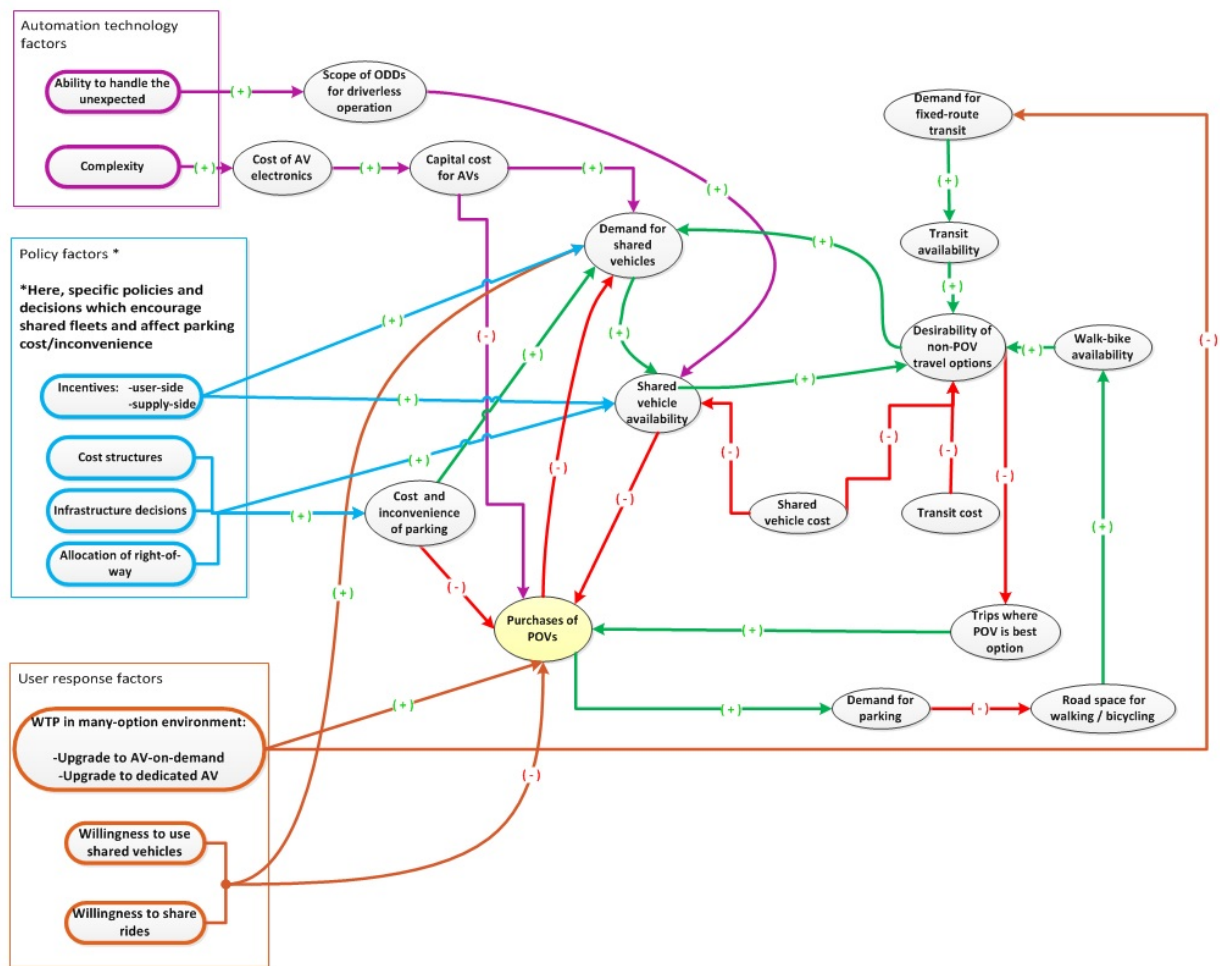 Automation technology
factors
Ability to handle the
unexpected
(+)
Scope of ODDs
for driverless
operation
Demand for
fixed-route
transit
Complexity
(+)
Cost of AV
electronics
(+)
Capital cost
for AVs
(+)
(+)
(+)
Policy factors *
*Here, specific policies and
decisions which encourage
shared fleets and affect parking
cost/inconvenience
Demand for
shared
vehicles
(+)
Transit
availability
(+)
(+)
(-)
(+)
(+)
Desirability of
non-POV
travel options
(+)
Walk-bike
availability
(-)
Incentives: -user-side
-supply-side
(+)
Shared
vehicle
availability
(+)
Cost structures
(+)
(-)
(-)
(-)
(-)
Infrastructure decisions
(+)
Cost and
inconvenience
of parking
(-)
Shared
vehicle cost
Transit cost
(+)
Allocation of right-of-
way
(+)
(-)
Purchases of
POVs
(+)
Trips where
POV is best
option
User response factors
WTP in many-option environment:
-Upgrade to AV-on-demand
-Upgrade to dedicated AV
(+)
(+)
Demand for
parking
(-)
Road space for
walking / bicycling
(-)
Willingness to use
shared vehicles
Willingness to share
rides